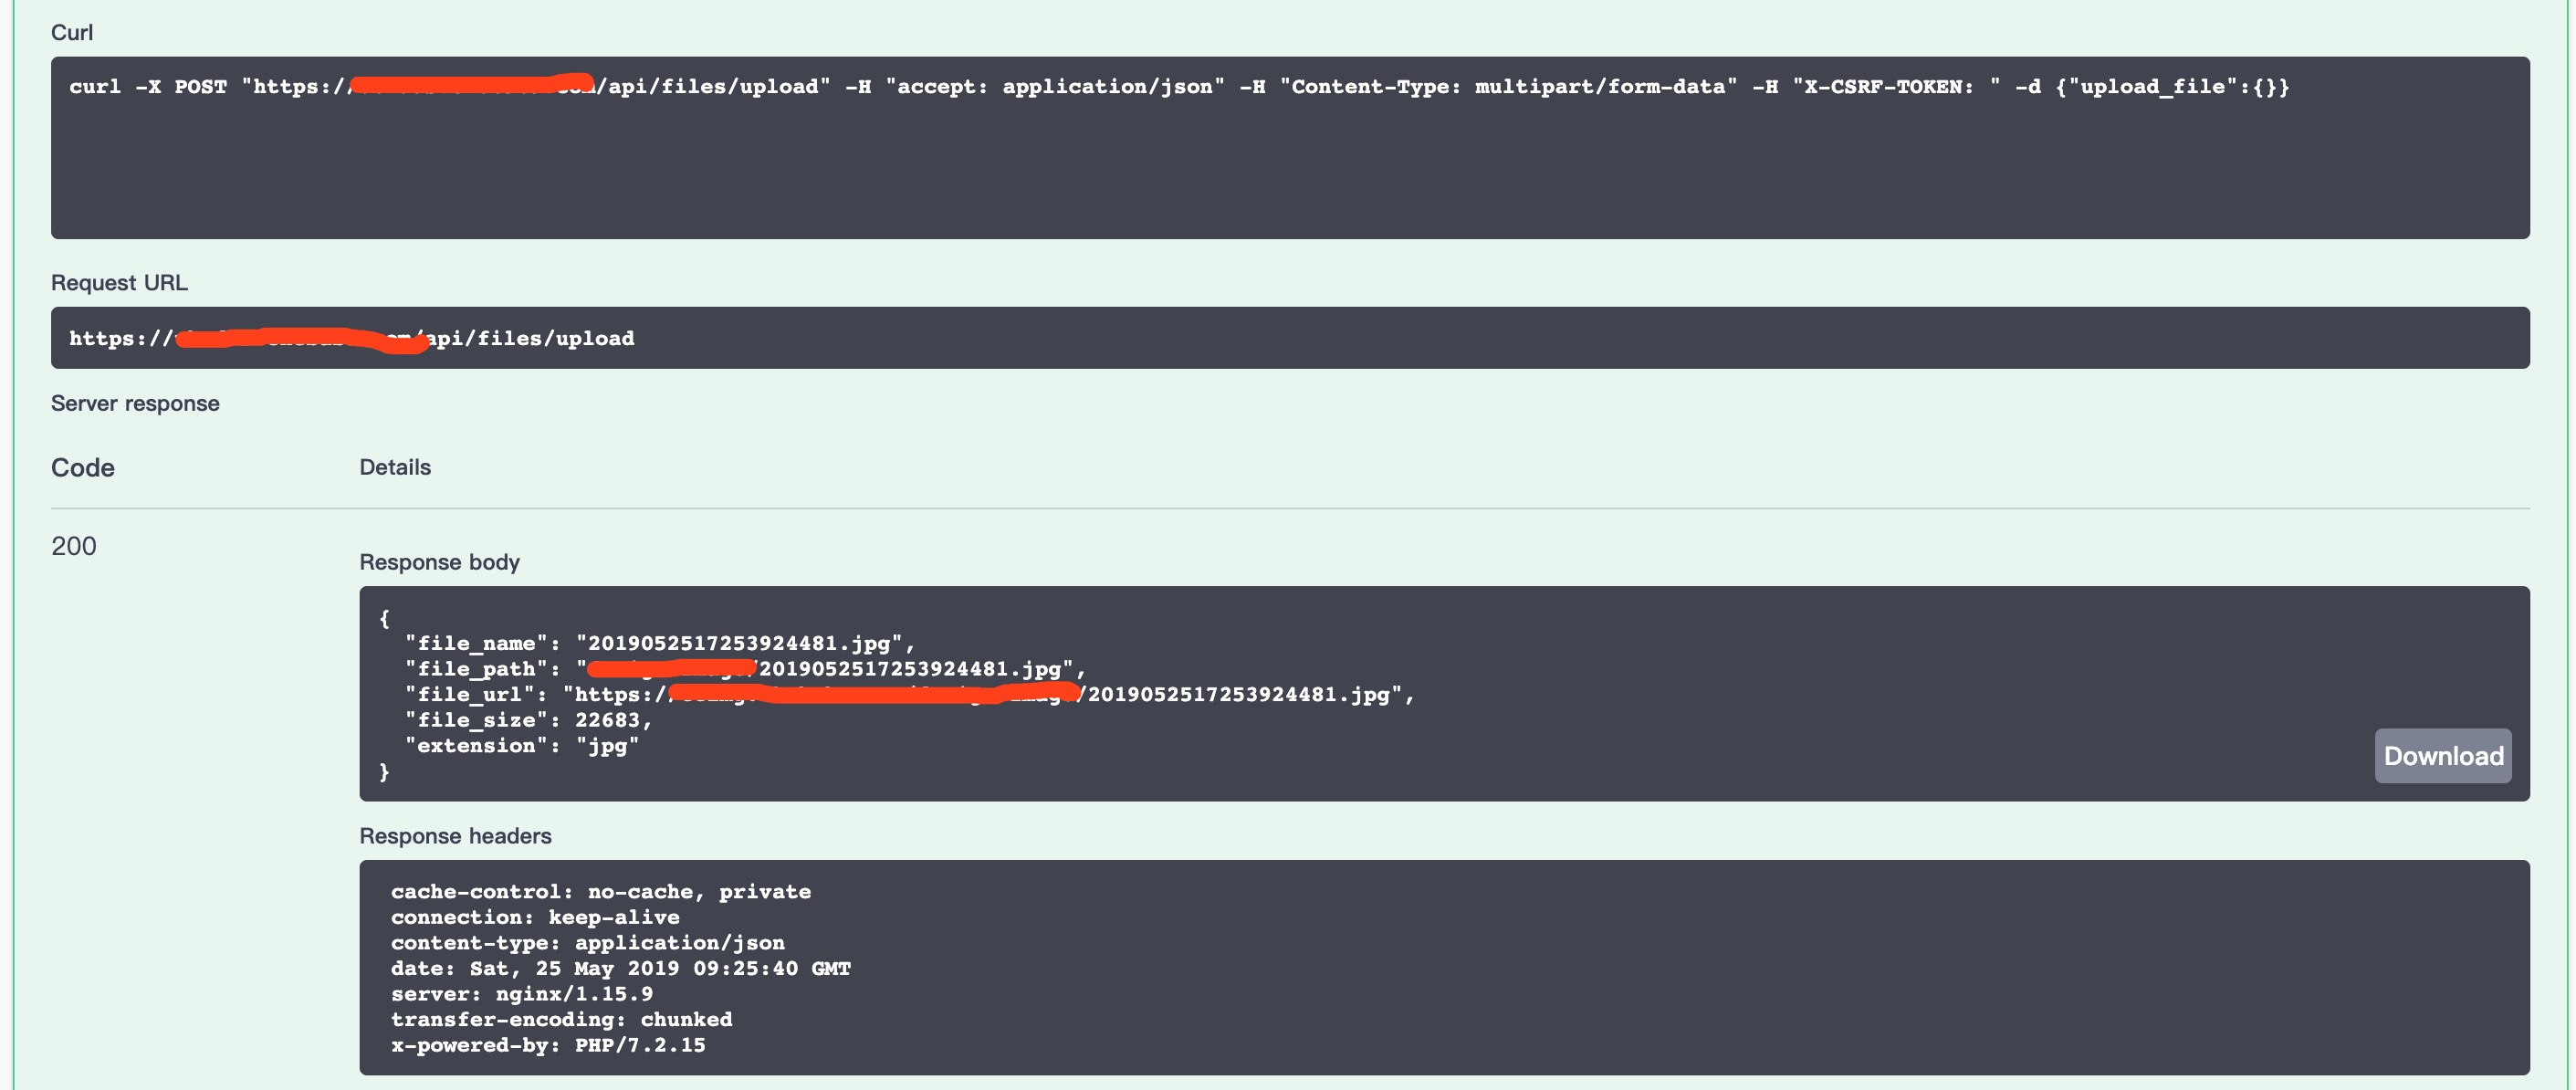 Curl
curl -X POST "https://com/api/files/upload" -H "accept: application/json" -H "Content-Type: multipart/form-data" -H "X-CSRF-TOKEN: " -d {"upload_file":{}}
Request URL
https:///api/files/upload
Server response
Code Details
200
Response body
{
"file_name": "2019052517253924481.jpg",
"file_path": "/2019052517253924481.jpg",
"file_url": "https:///2019052517253924481.jpg",
"file_size": 22683,
"extension": "jpg"
}
Download
Response headers
cache-control: no-cache, private
connection: keep-alive
content-type: application/json
date: Sat, 25 May 2019 09:25:40 GMT
server: nginx/1.15.9
transfer-encoding: chunked
x-powered-by: PHP/7.2.15